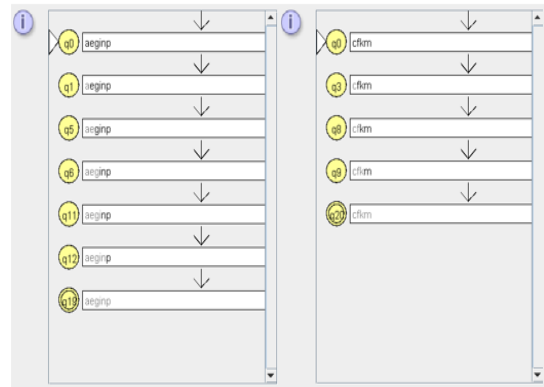 i
q0 aeginp
q1 aeginp
q5 aeginp
q6 aeginp
q11 aeginp
q12 aeginp
q19 aeginp
i
q0 cfkm
q3 cfkm
q8 cfkm
q9 cfkm
q20 cfkm